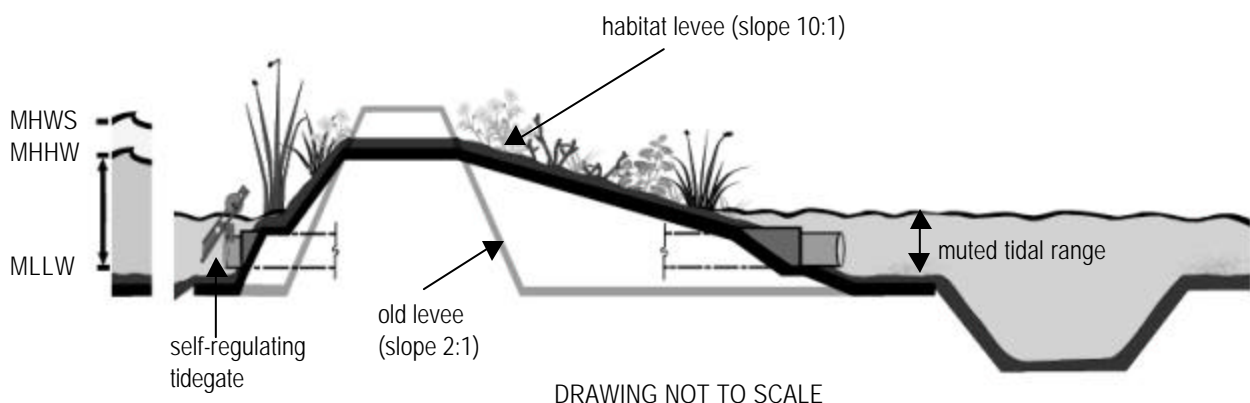 habitat levee (slope 10:1)
MHWS
MHHW
MLLW
muted tidal range
old levee
(slope 2:1)
self-regulating
tidegate
DRAWING NOT TO SCALE